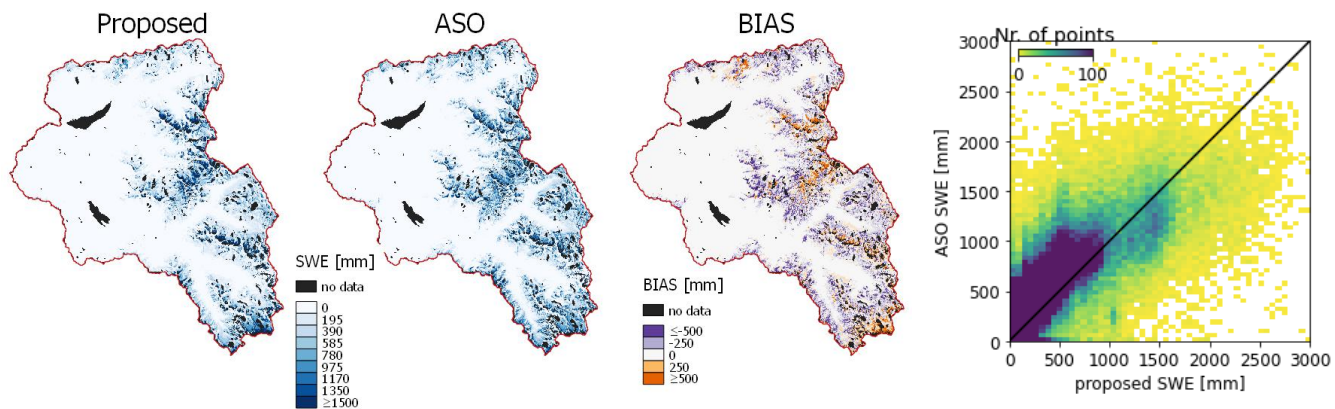 Proposed
ASO
BIAS
SWE [mm]
no data
0
195
390
585
780
975
1170
1350
≥1500
BIAS [mm]
no data
≤-500
-250
0
250
≥500
Nr. of points
0 100
3000
2500
2000
1500
1000
500
0
ASO SWE [mm]
0 500 1000 1500 2000 2500 3000
proposed SWE [mm]